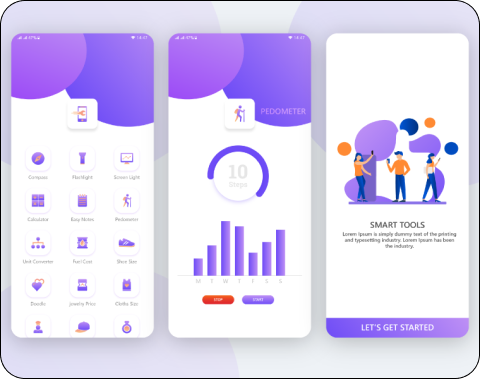 PEDOMETER
10
Steps
Compass
Flashlight
Screen Light
Calculator
Easy Notes
Pedometer
Unit Converter
Fuel Cost
Shoe Size
Doodle
Jewelry Price
Cloths Size
M T W T F S S
STOP
START
SMART TOOLS
Lorem Ipsum is simply dummy text of the printing
and typesetting industry. Lorem Ipsum has been
the industry.
LET'S GET STARTED